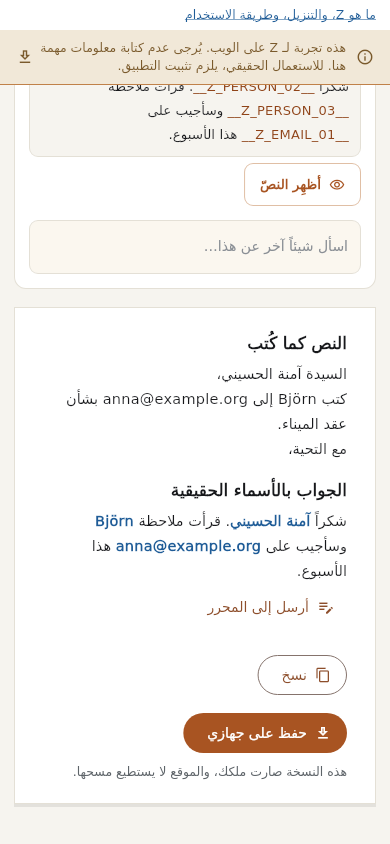 ما هو Z، والتنزيل، وطريقة الاستخدام
هذه تجربة لـ Z على الويب. يُرجى عدم كتابة معلومات مهمة
هنا. للاستعمال الحقيقي، يلزم تثبيت التطبيق.
شكراً __Z_PERSON_02__. قرأت ملاحظة
__Z_PERSON_03__ وسأجيب على
__Z_EMAIL_01__ هذا الأسبوع.
أظهِر النصّ
اسأل شيئاً آخر عن هذا…
النص كما كُتب
السيدة آمنة الحسيني،
كتب Björn إلى anna@example.org بشأن
عقد الميناء.
مع التحية،
الجواب بالأسماء الحقيقية
شكراً آمنة الحسيني. قرأت ملاحظة Björn
وسأجيب على anna@example.org هذا
الأسبوع.
أرسل إلى المحرر
نسخ
حفظ على جهازي
هذه النسخة صارت ملكك، والموقع لا يستطيع مسحها.